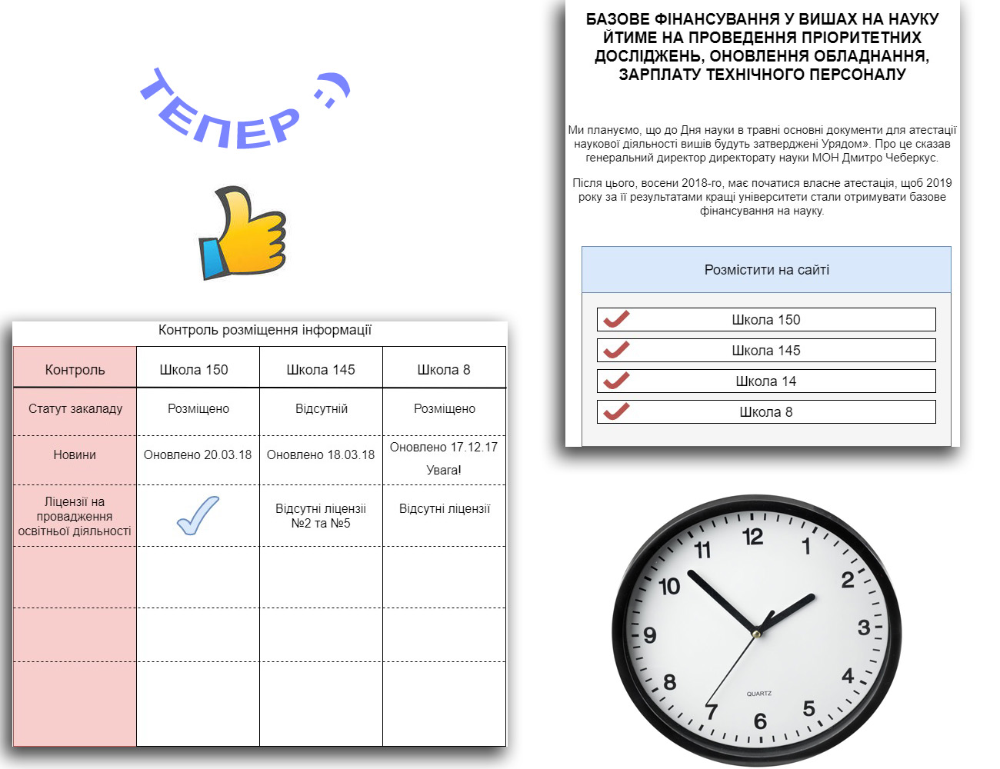 ТЕПЕР :)
БАЗОВЕ ФІНАНСУВАННЯ У ВИШАХ НА НАУКУ
ЙТИМЕ НА ПРОВЕДЕННЯ ПРІОРИТЕТНИХ
ДОСЛІДЖЕНЬ, ОНОВЛЕННЯ ОБЛАДНАННЯ,
ЗАРПЛАТУ ТЕХНІЧНОГО ПЕРСОНАЛУ
Ми плануємо, що до Дня науки в травні основні документи для атестації
наукової діяльності вишів будуть затверджені Урядом». Про це сказав
генеральний директор директорату науки МОН Дмитро Чеберкус.
Після цього, восени 2018-го, має початися власне атестація, щоб 2019
року за її результатами кращі університети стали отримувати базове
фінансування на науку.
Розмістити на сайті
Школа 150
Школа 145
Школа 14
Школа 8
Контроль розміщення інформації
Контроль Школа 150 Школа 145 Школа 8
Статут закаладу Розміщено Відсутній Розміщено
Новини Оновлено 20.03.18 Оновлено 18.03.18 Оновлено 17.12.17
Увага!
Ліцензії на
провадження
освітньої діяльності
Відсутні ліцензіі
№2 та №5
Відсутні ліцензії
12
1
2
3
4
5
6
7
8
9
10
11
QUARTZ